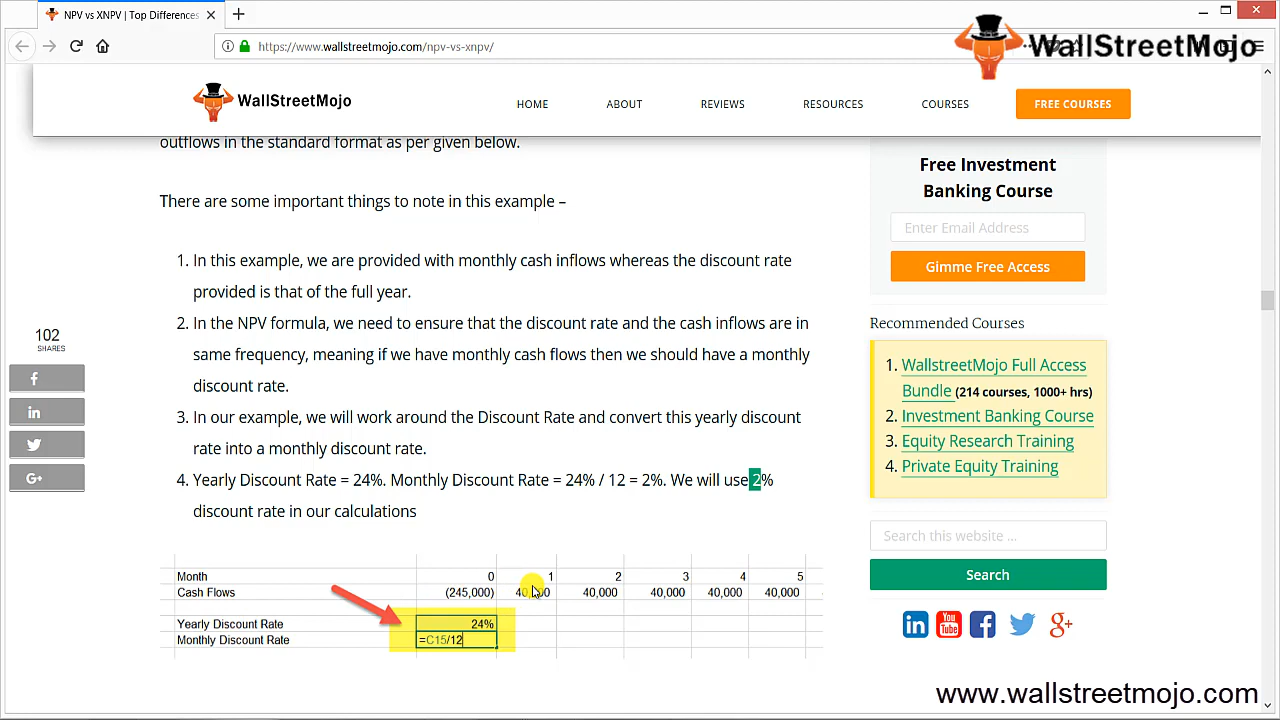 NPV vs XNPV | Top Differences
https://www.wallstreetmojo.com/npv-vs-xnpv/
WallStreetMojo
WallStreetMojo
HOME
ABOUT
REVIEWS
RESOURCES
COURSES
FREE COURSES
outflows in the standard format as per given below.
There are some important things to note in this example –
1. In this example, we are provided with monthly cash inflows whereas the discount rate
provided is that of the full year.
2. In the NPV formula, we need to ensure that the discount rate and the cash inflows are in
same frequency, meaning if we have monthly cash flows then we should have a monthly
discount rate.
3. In our example, we will work around the Discount Rate and convert this yearly discount
rate into a monthly discount rate.
4. Yearly Discount Rate = 24%. Monthly Discount Rate = 24% / 12 = 2%. We will use 2%
discount rate in our calculations
102
SHARES
Month 0 1 2 3 4 5
Cash Flows (245,000) 40,000 40,000 40,000 40,000 40,000
Yearly Discount Rate 24%
Monthly Discount Rate =C15/12
Free Investment
Banking Course
Enter Email Address
Gimme Free Access
Recommended Courses
1. WallstreetMojo Full Access
Bundle (214 courses, 1000+ hrs)
2. Investment Banking Course
3. Equity Research Training
4. Private Equity Training
Search this website ...
Search
You
Tube
www.wallstreetmojo.com